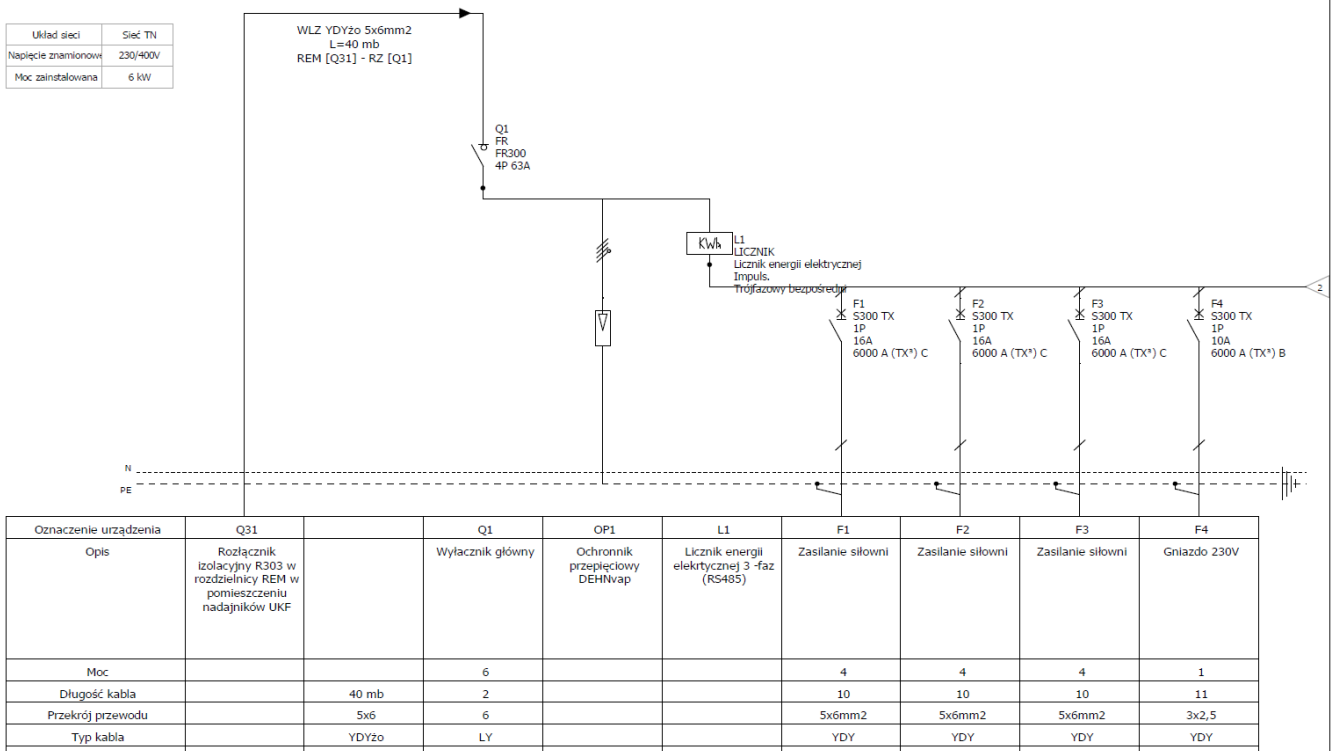 Układ sieci Sieć TN
Napięcie znamionowe 230/400V
Moc zainstalowana 6 kW
WLZ YDYżo 5x6mm2
L=40 mb
REM [Q31] - RZ [Q1]
Q1
FR
FR300
4P 63A
KWh
L1
LICZNIK
Licznik energii elektrycznej
Impuls.
Trójfazowy bezpośredni
2
F1
S300 TX
1P
16A
6000 A (TX³) C
F2
S300 TX
1P
16A
6000 A (TX³) C
F3
S300 TX
1P
16A
6000 A (TX³) C
F4
S300 TX
1P
10A
6000 A (TX³) B
N
PE
Oznaczenie urządzenia Q31 Q1 OP1 L1 F1 F2 F3 F4
Opis
Rozłącznik
izolacyjny R303 w
rozdzielnicy REM w
pomieszczeniu
nadajników UKF
Wyłacznik główny
Ochronnik
przepięciowy
DEHNvap
Licznik energii
elekrtycznej 3 -faz
(RS485)
Zasilanie siłowni
Zasilanie siłowni
Zasilanie siłowni
Gniazdo 230V
Moc 6 4 4 4 1
Długość kabla 40 mb 2 10 10 10 11
Przekrój przewodu 5x6 6 5x6mm2 5x6mm2 5x6mm2 3x2,5
Typ kabla YDYżo LY YDY YDY YDY YDY